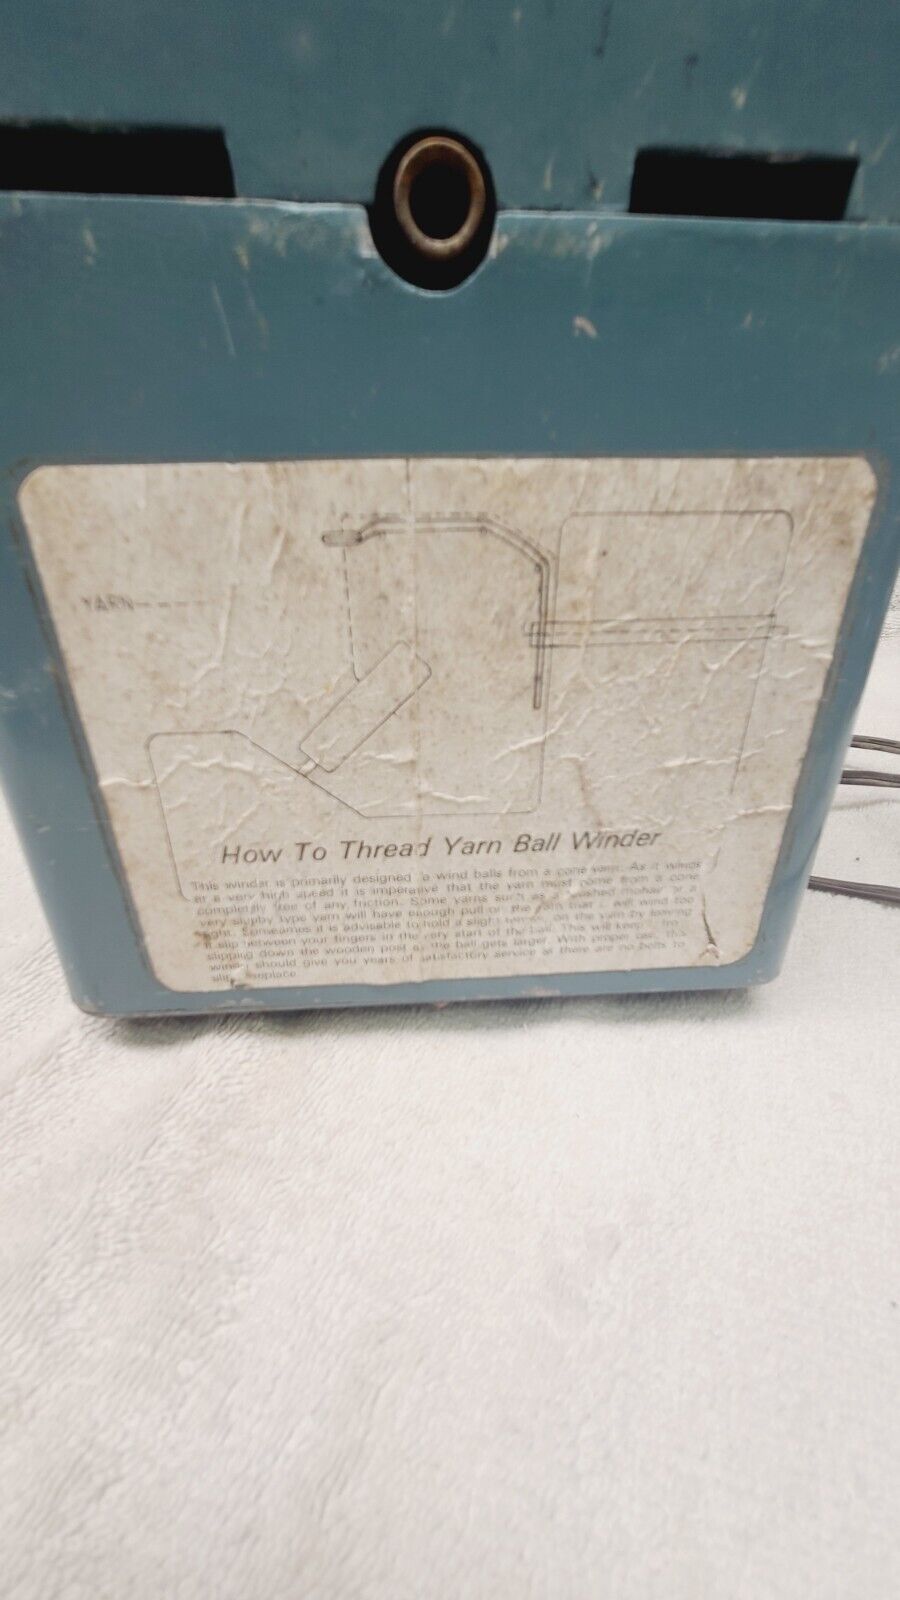 YARN
How To Thread Yarn Ball Winder
This winder is primarily designed to wind balls from a cone yarn. As it winds
at a very high speed it is imperative that the yarn must come from a cone
completely free of any friction. Some yarns such as a brushed mohair or a
very slubby type yarn will have enough pull on the yarn that it will wind too
tight. Sometimes it is advisable to hold a slight tension on the yarn by letting
it slip between your fingers in the very start of the ball. This will keep it from
slipping down the wooden post as the ball gets larger. With proper care this
winder should give you years of satisfactory service as there are no belts to
slip replace.